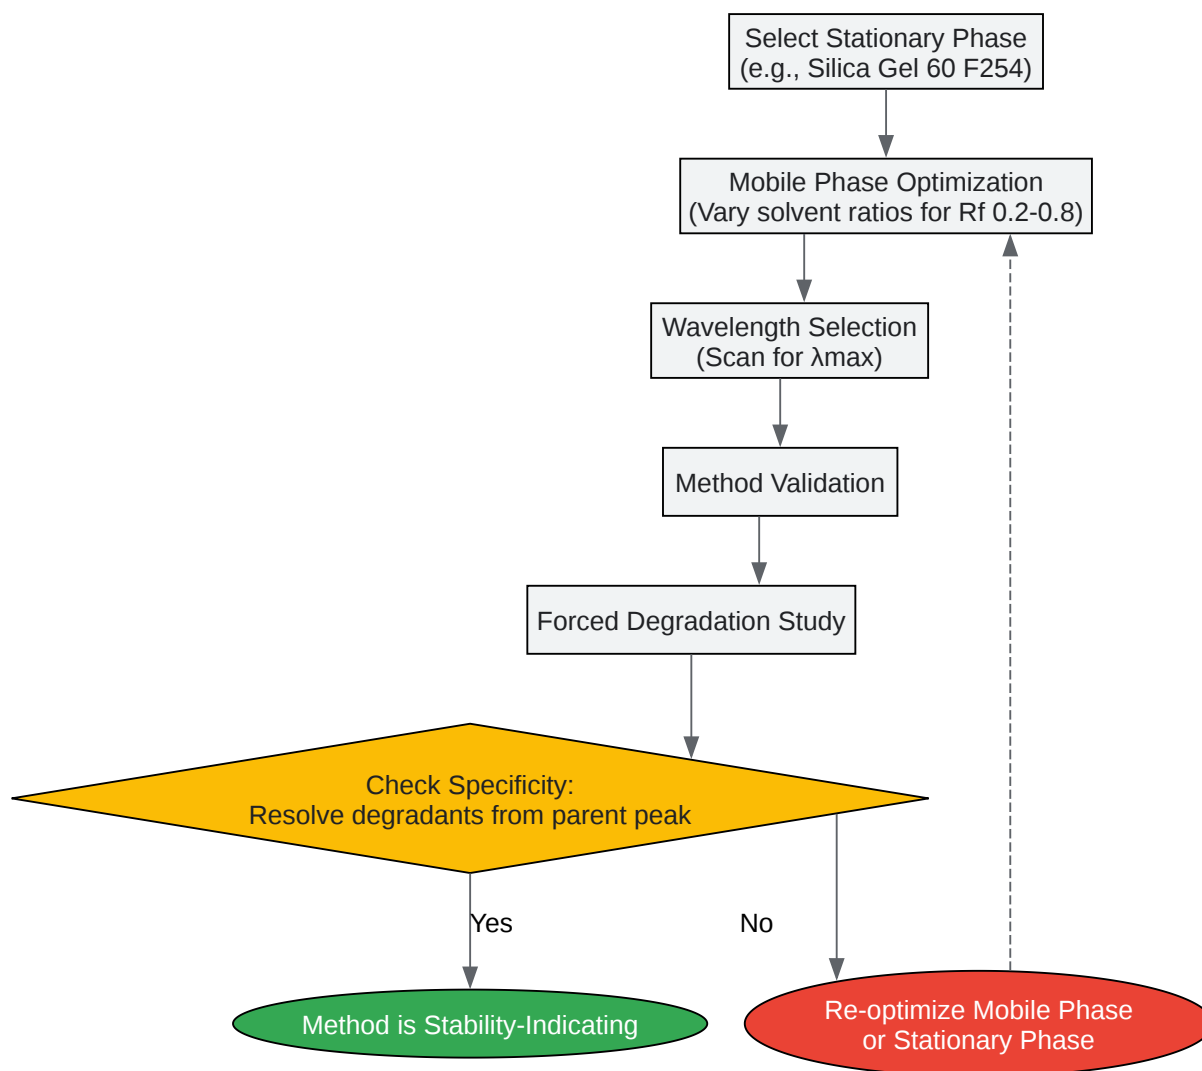 Select Stationary Phase
(e.g., Silica Gel 60 F254)
Mobile Phase Optimization
(Vary solvent ratios for Rf 0.2-0.8)
Wavelength Selection
(Scan for λmax)
Method Validation
Forced Degradation Study
Check Specificity:
Resolve degradants from parent peak
Yes
No
Method is Stability-Indicating
Re-optimize Mobile Phase
or Stationary Phase